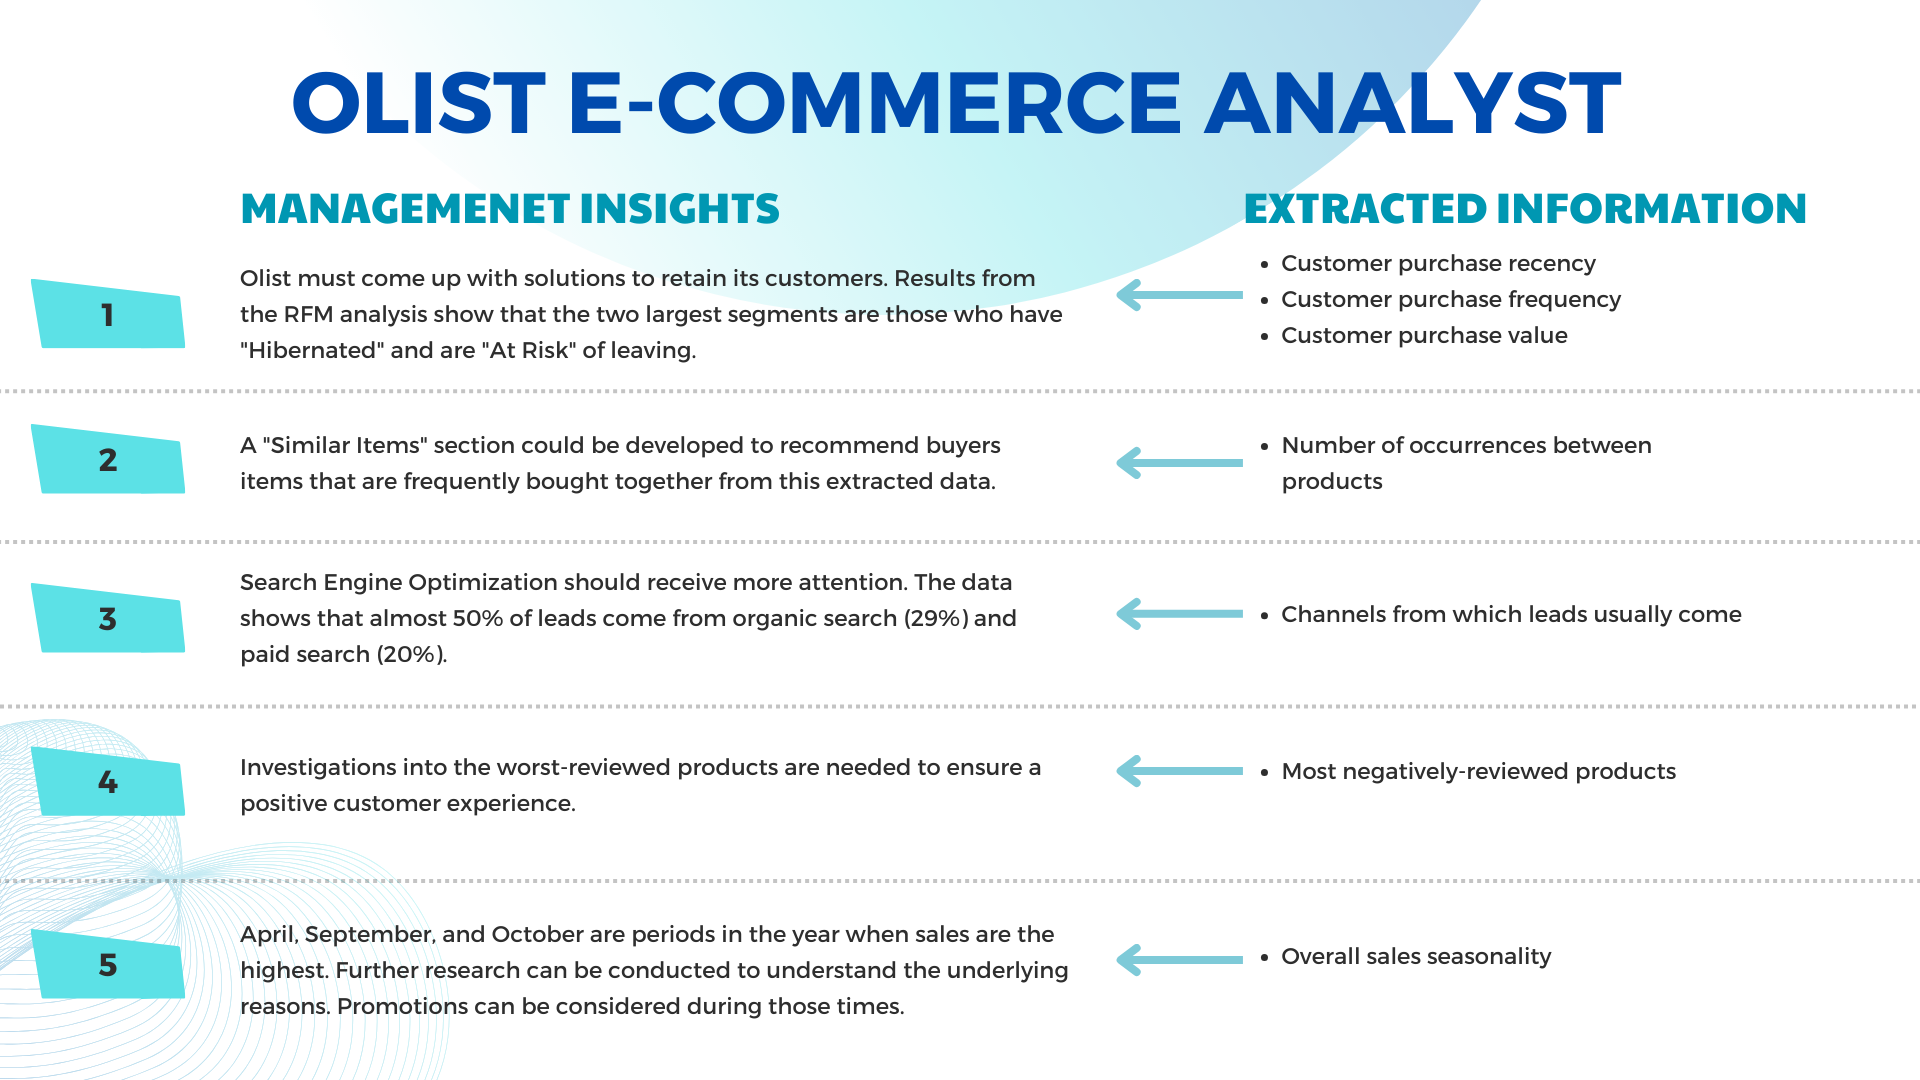 OLIST E-COMMERCE ANALYST
MANAGEMENET INSIGHTS
EXTRACTED INFORMATION
1
Olist must come up with solutions to retain its customers. Results from
the RFM analysis show that the two largest segments are those who have
"Hibernated" and are "At Risk" of leaving.
• Customer purchase recency
• Customer purchase frequency
• Customer purchase value
2
A "Similar Items" section could be developed to recommend buyers
items that are frequently bought together from this extracted data.
• Number of occurrences between
products
3
Search Engine Optimization should receive more attention. The data
shows that almost 50% of leads come from organic search (29%) and
paid search (20%).
• Channels from which leads usually come
4
Investigations into the worst-reviewed products are needed to ensure a
positive customer experience.
• Most negatively-reviewed products
5
April, September, and October are periods in the year when sales are the
highest. Further research can be conducted to understand the underlying
reasons. Promotions can be considered during those times.
• Overall sales seasonality